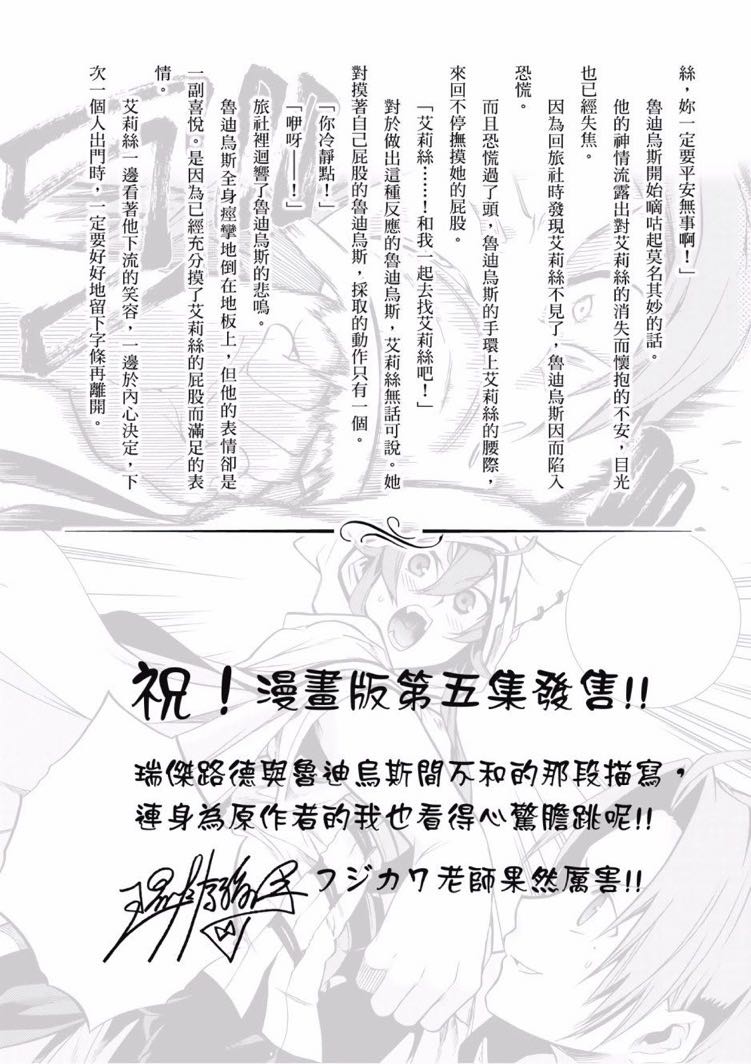 絲，妳一定要平安無事啊！」
魯迪烏斯開始嘀咕起莫名其妙的話。
他的神情流露出對艾莉絲的消失而懷抱的不安，目光
也已經失焦。
因為回旅社時發現艾莉絲不見了，魯迪烏斯因而陷入
恐慌。
而且恐慌過了頭，魯迪烏斯的手環上艾莉絲的腰際，
來回不停撫摸她的屁股。
「艾莉絲……！和我一起去找艾莉絲吧！」
對於做出這種反應的魯迪烏斯，艾莉絲無話可說。她
對摸著自己屁股的魯迪烏斯，採取的動作只有一個。
「你冷靜點！」
「咿呀——！」
旅社裡迴響了魯迪烏斯的悲鳴。
魯迪烏斯全身痙攣地倒在地板上，但他的表情卻是
一副喜悅。是因為已經充分摸了艾莉絲的屁股而滿足的表
情。
艾莉絲一邊看著他下流的笑容，一邊於內心決定，下
次一個人出門時，一定要好好地留下字條再離開。
祝！漫畫版第五集發售!!
瑞傑路德與魯迪烏斯間不和的那段描寫，
連身為原作者的我也看得心驚膽跳呢!!
フジカワ老師果然厲害!!